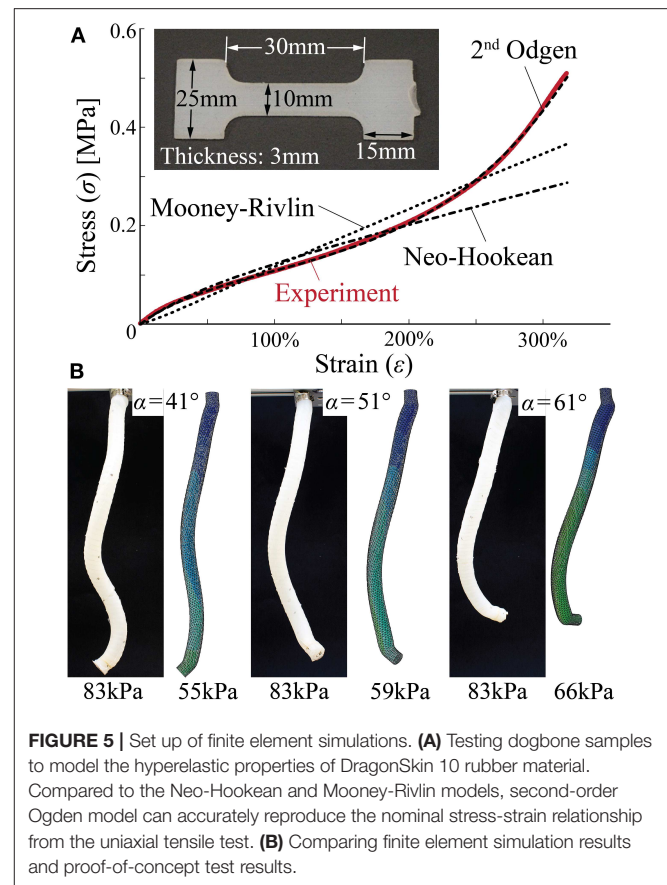 A
0.6
0.4
0.2
0
Stress (σ) [MPa]
30mm
25mm
10mm
15mm
Thickness: 3mm
2nd Odgen
Mooney-Rivlin
Neo-Hookean
Experiment
100%
200%
300%
Strain (ε)
B
α=41°
α=51°
α=61°
83kPa
55kPa
83kPa
59kPa
83kPa
66kPa
FIGURE 5 | Set up of finite element simulations. (A) Testing dogbone samples
to model the hyperelastic properties of DragonSkin 10 rubber material.
Compared to the Neo-Hookean and Mooney-Rivlin models, second-order
Ogden model can accurately reproduce the nominal stress-strain relationship
from the uniaxial tensile test. (B) Comparing finite element simulation results
and proof-of-concept test results.